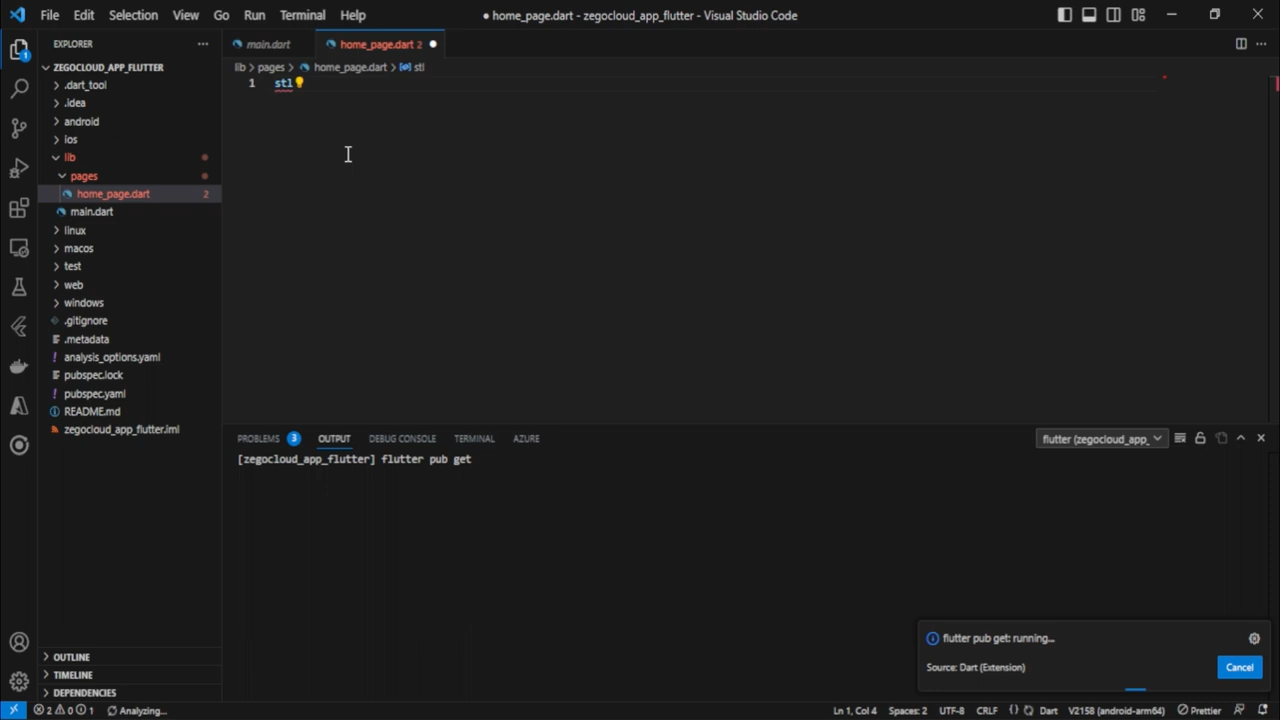 File Edit Selection View Go Run Terminal Help
● home_page.dart - zegocloud_app_flutter - Visual Studio Code
EXPLORER
ZEGOCLOUD_APP_FLUTTER
.dart_tool
.idea
android
ios
lib
pages
home_page.dart 2
main.dart
linux
macos
test
web
windows
.gitignore
.metadata
analysis_options.yaml
pubspec.lock
pubspec.yaml
README.md
zegocloud_app_flutter.iml
OUTLINE
TIMELINE
DEPENDENCIES
1
main.dart
home_page.dart 2
lib > pages > home_page.dart > stl
1 stl
PROBLEMS 3 OUTPUT DEBUG CONSOLE TERMINAL AZURE
flutter (zegocloud_app_
[zegocloud_app_flutter] flutter pub get
flutter pub get: running...
Source: Dart (Extension)
Cancel
2 0 1 Analyzing...
Ln 1, Col 4 Spaces: 2 UTF-8 CRLF {} Dart V2158 (android-arm64) Prettier